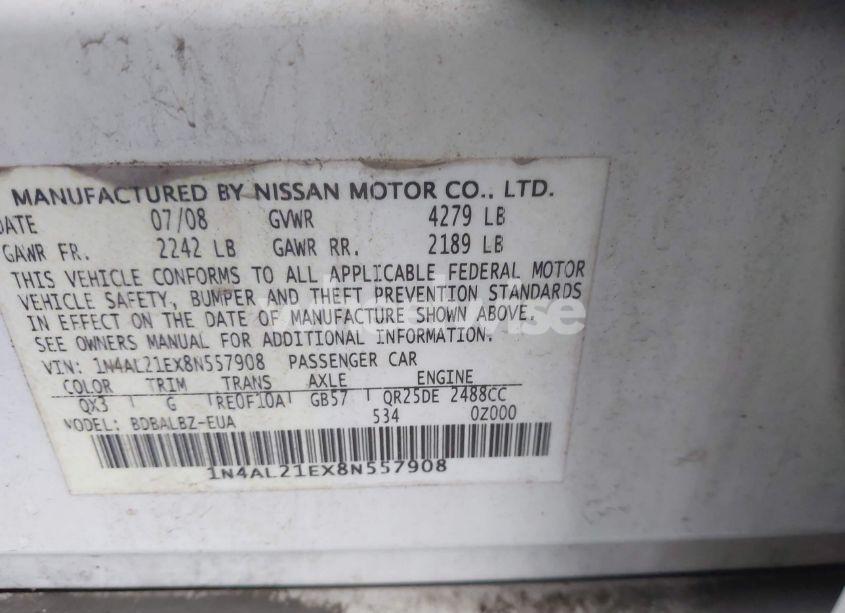 MANUFACTURED BY NISSAN MOTOR CO., LTD.
DATE 07/08 GVWR 4279 LB
GAWR FR. 2242 LB GAWR RR. 2189 LB
THIS VEHICLE CONFORMS TO ALL APPLICABLE FEDERAL MOTOR
VEHICLE SAFETY, BUMPER AND THEFT PREVENTION STANDARDS
IN EFFECT ON THE DATE OF MANUFACTURE SHOWN ABOVE.
SEE OWNERS MANUAL FOR ADDITIONAL INFORMATION.
VIN: 1N4AL21EX8N557908 PASSENGER CAR
COLOR TRIM TRANS AXLE ENGINE
QX3 G RE0F10A GB57 QR25DE 2488CC
MODEL: BDBALBZ-EUA 534 0Z000
1N4AL21EX8N557908